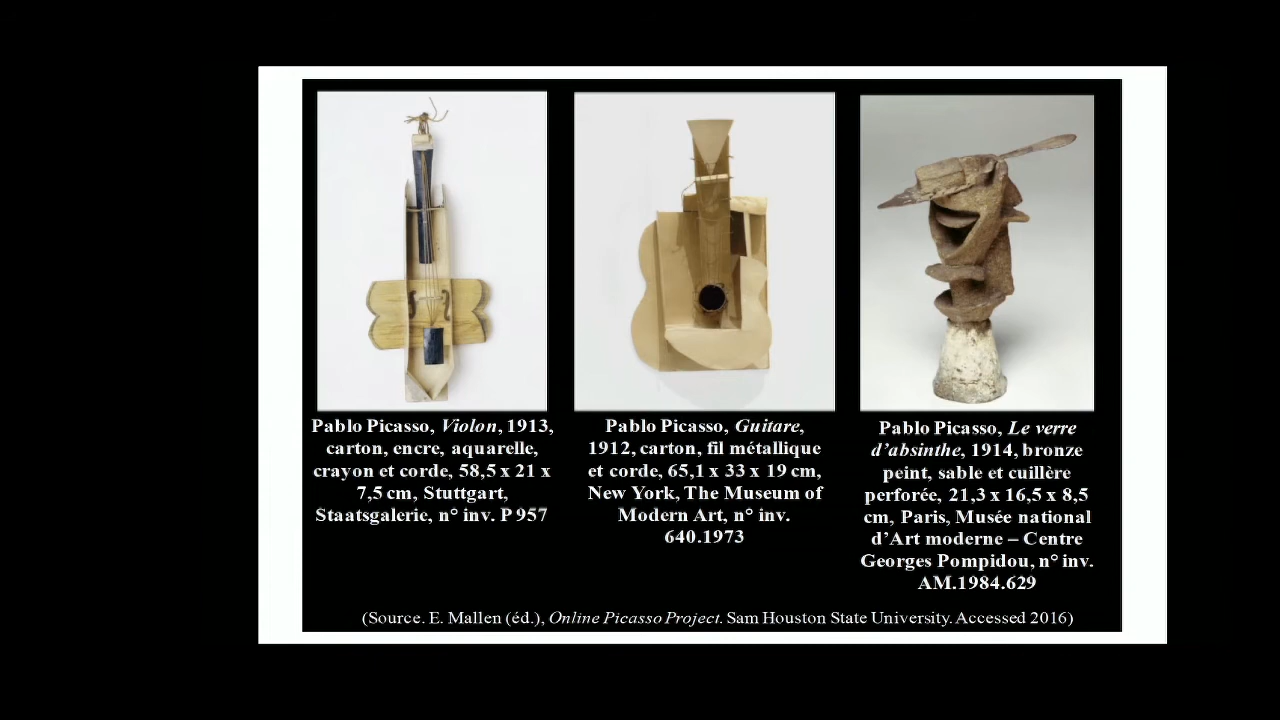 Pablo Picasso, Violon, 1913,
carton, encre, aquarelle,
crayon et corde, 58,5 x 21 x
7,5 cm, Stuttgart,
Staatsgalerie, n° inv. P 957
Pablo Picasso, Guitare,
1912, carton, fil métallique
et corde, 65,1 x 33 x 19 cm,
New York, The Museum of
Modern Art, n° inv.
640.1973
Pablo Picasso, Le verre
d’absinthe, 1914, bronze
peint, sable et cuillère
perforée, 21,3 x 16,5 x 8,5
cm, Paris, Musée national
d’Art moderne – Centre
Georges Pompidou, n° inv.
AM.1984.629
(Source. E. Mallen (éd.), Online Picasso Project. Sam Houston State University. Accessed 2016)